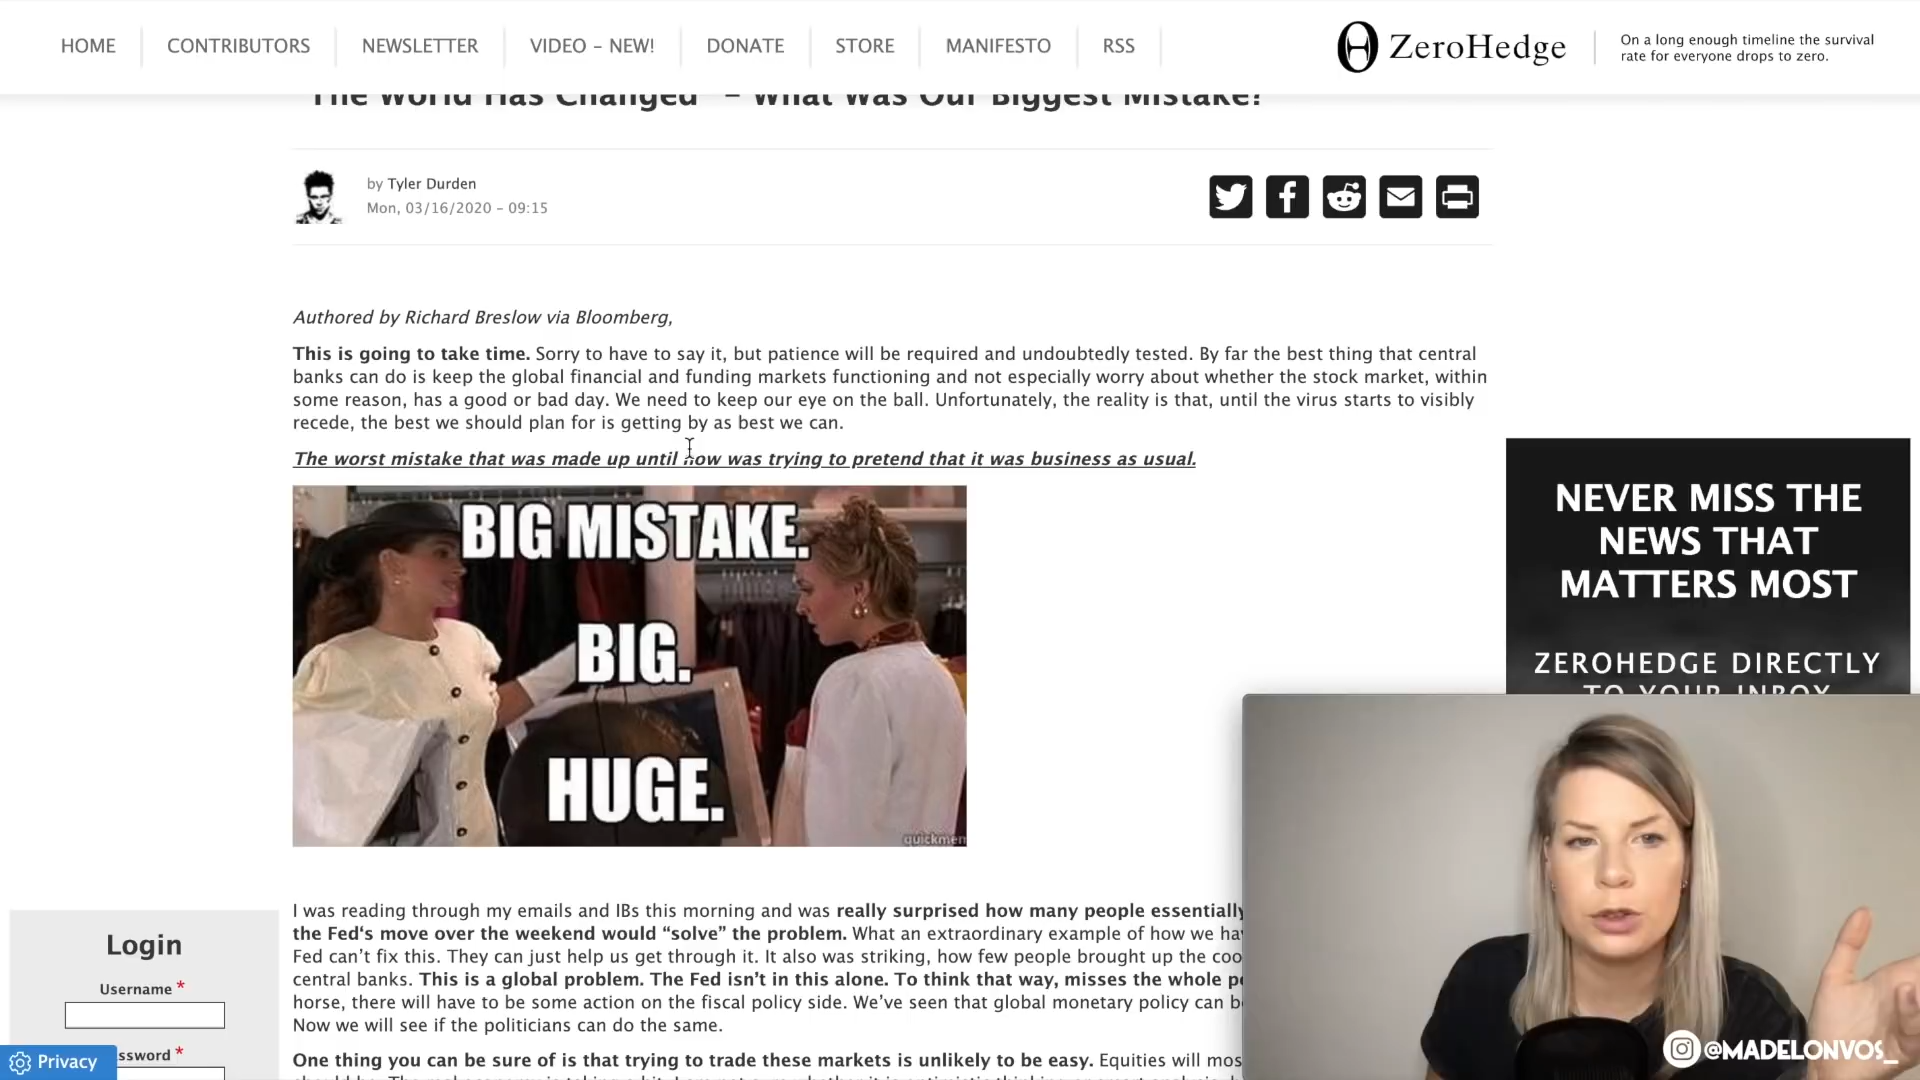 HOME
CONTRIBUTORS
NEWSLETTER
VIDEO – NEW!
DONATE
STORE
MANIFESTO
RSS
ZeroHedge
On a long enough timeline the survival
rate for everyone drops to zero.
"The World Has Changed" – What Was Our Biggest Mistake?
by Tyler Durden
Mon, 03/16/2020 – 09:15
Authored by Richard Breslow via Bloomberg,
This is going to take time. Sorry to have to say it, but patience will be required and undoubtedly tested. By far the best thing that central
banks can do is keep the global financial and funding markets functioning and not especially worry about whether the stock market, within
some reason, has a good or bad day. We need to keep our eye on the ball. Unfortunately, the reality is that, until the virus starts to visibly
recede, the best we should plan for is getting by as best we can.
The worst mistake that was made up until now was trying to pretend that it was business as usual.
BIG MISTAKE.
BIG.
HUGE.
quickmem
NEVER MISS THE
NEWS THAT
MATTERS MOST
ZEROHEDGE DIRECTLY
TO YOUR INBOX
I was reading through my emails and IBs this morning and was really surprised how many people essentially
the Fed's move over the weekend would “solve” the problem. What an extraordinary example of how we ha
Fed can't fix this. They can just help us get through it. It also was striking, how few people brought up the coo
central banks. This is a global problem. The Fed isn't in this alone. To think that way, misses the whole p
horse, there will have to be some action on the fiscal policy side. We've seen that global monetary policy can b
Now we will see if the politicians can do the same.
One thing you can be sure of is that trying to trade these markets is unlikely to be easy. Equities will mos
Login
Username *
ssword *
Privacy
@MADELONVOS_